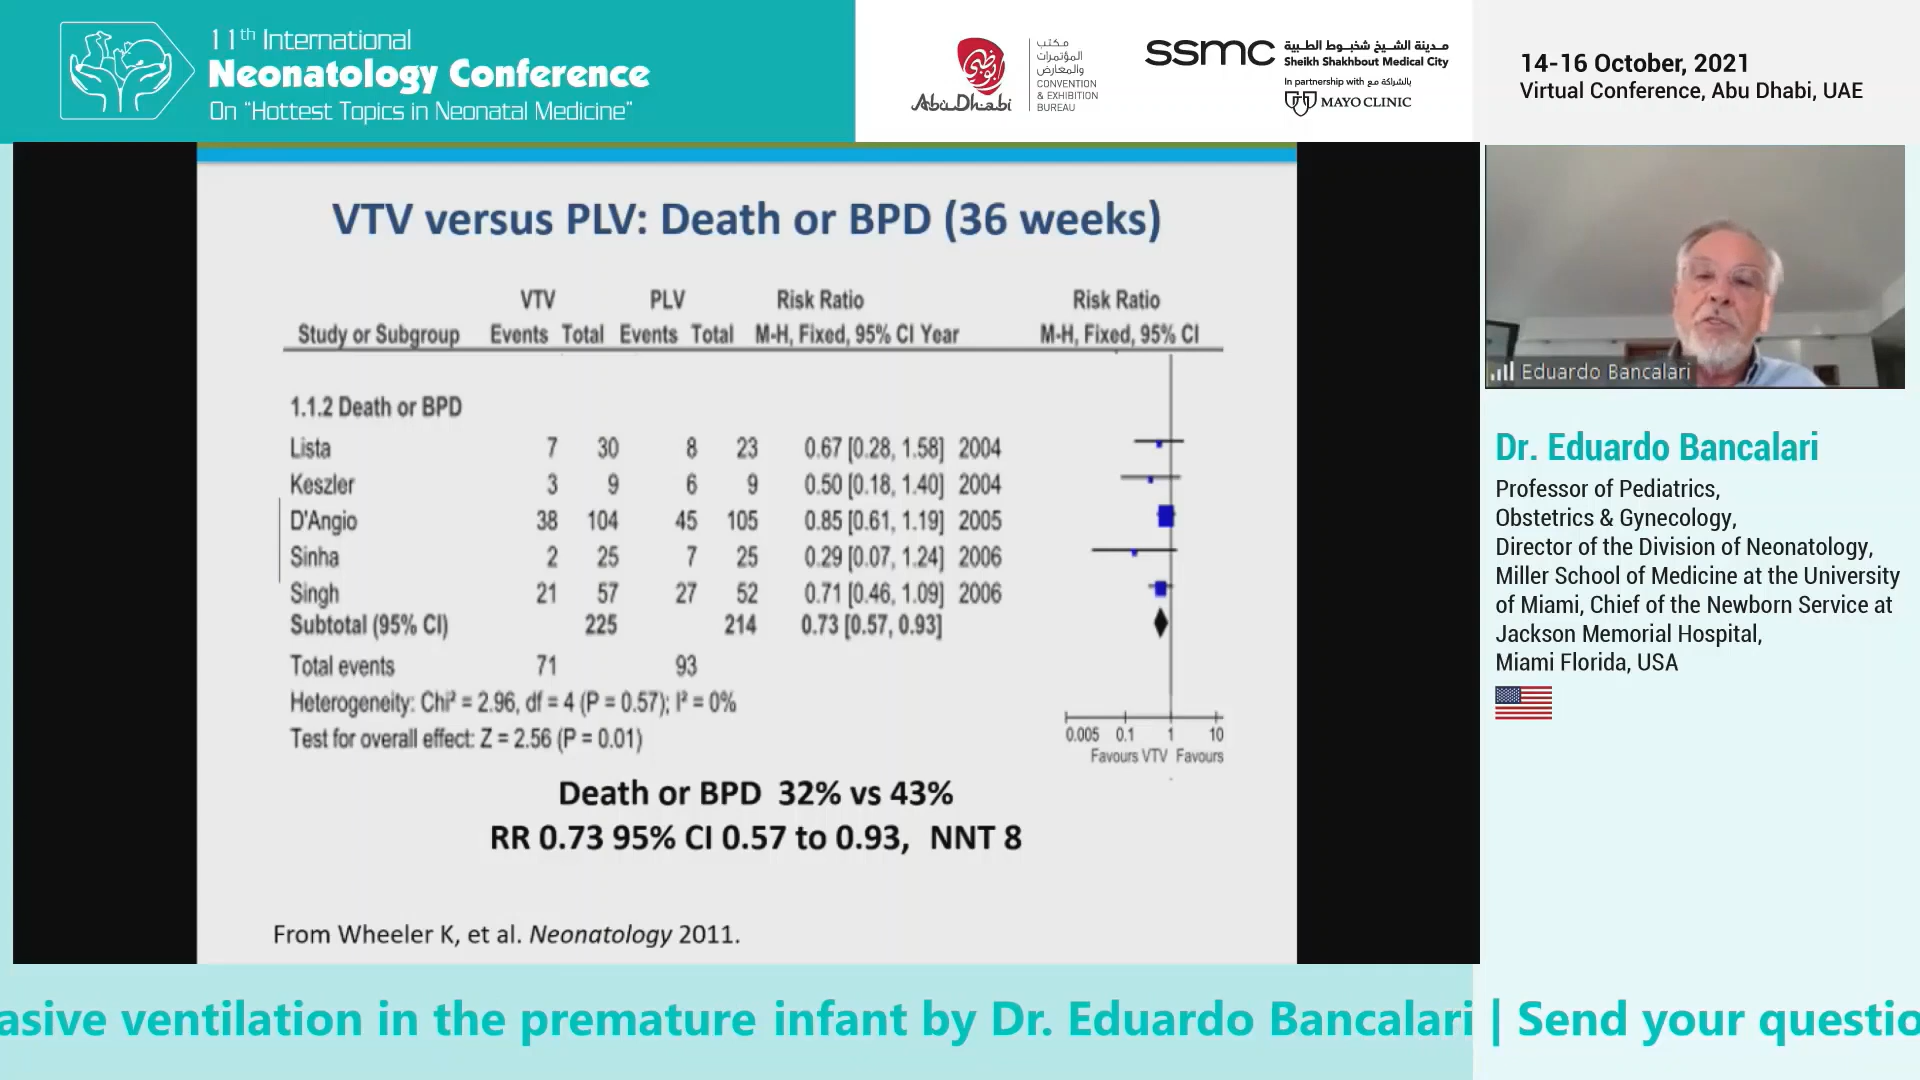 11th International
Neonatology Conference
On “Hottest Topics in Neonatal Medicine”
أبوظبي
AbuDhabi
مكتب
المؤتمرات
والمعارض
CONVENTION
& EXHIBITION
BUREAU
ssmc
مدينة الشيخ شخبوط الطبية
Sheikh Shakhbout Medical City
In partnership with بالشراكة مع
MAYO CLINIC
14-16 October, 2021
Virtual Conference, Abu Dhabi, UAE
VTV versus PLV: Death or BPD (36 weeks)
VTV PLV Risk Ratio Risk Ratio
Study or Subgroup Events Total Events Total M-H, Fixed, 95% CI Year M-H, Fixed, 95% CI
1.1.2 Death or BPD
Lista 7 30 8 23 0.67 [0.28, 1.58] 2004
Keszler 3 9 6 9 0.50 [0.18, 1.40] 2004
D'Angio 38 104 45 105 0.85 [0.61, 1.19] 2005
Sinha 2 25 7 25 0.29 [0.07, 1.24] 2006
Singh 21 57 27 52 0.71 [0.46, 1.09] 2006
Subtotal (95% CI) 225 214 0.73 [0.57, 0.93]
Total events 71 93
Heterogeneity: Chi² = 2.96, df = 4 (P = 0.57); I² = 0%
Test for overall effect: Z = 2.56 (P = 0.01)
0.005 0.1 1 10
Favours VTV Favours
Death or BPD 32% vs 43%
RR 0.73 95% CI 0.57 to 0.93, NNT 8
From Wheeler K, et al. Neonatology 2011.
Eduardo Bancalari
Dr. Eduardo Bancalari
Professor of Pediatrics,
Obstetrics & Gynecology,
Director of the Division of Neonatology,
Miller School of Medicine at the University
of Miami, Chief of the Newborn Service at
Jackson Memorial Hospital,
Miami Florida, USA
asive ventilation in the premature infant by Dr. Eduardo Bancalari | Send your questio